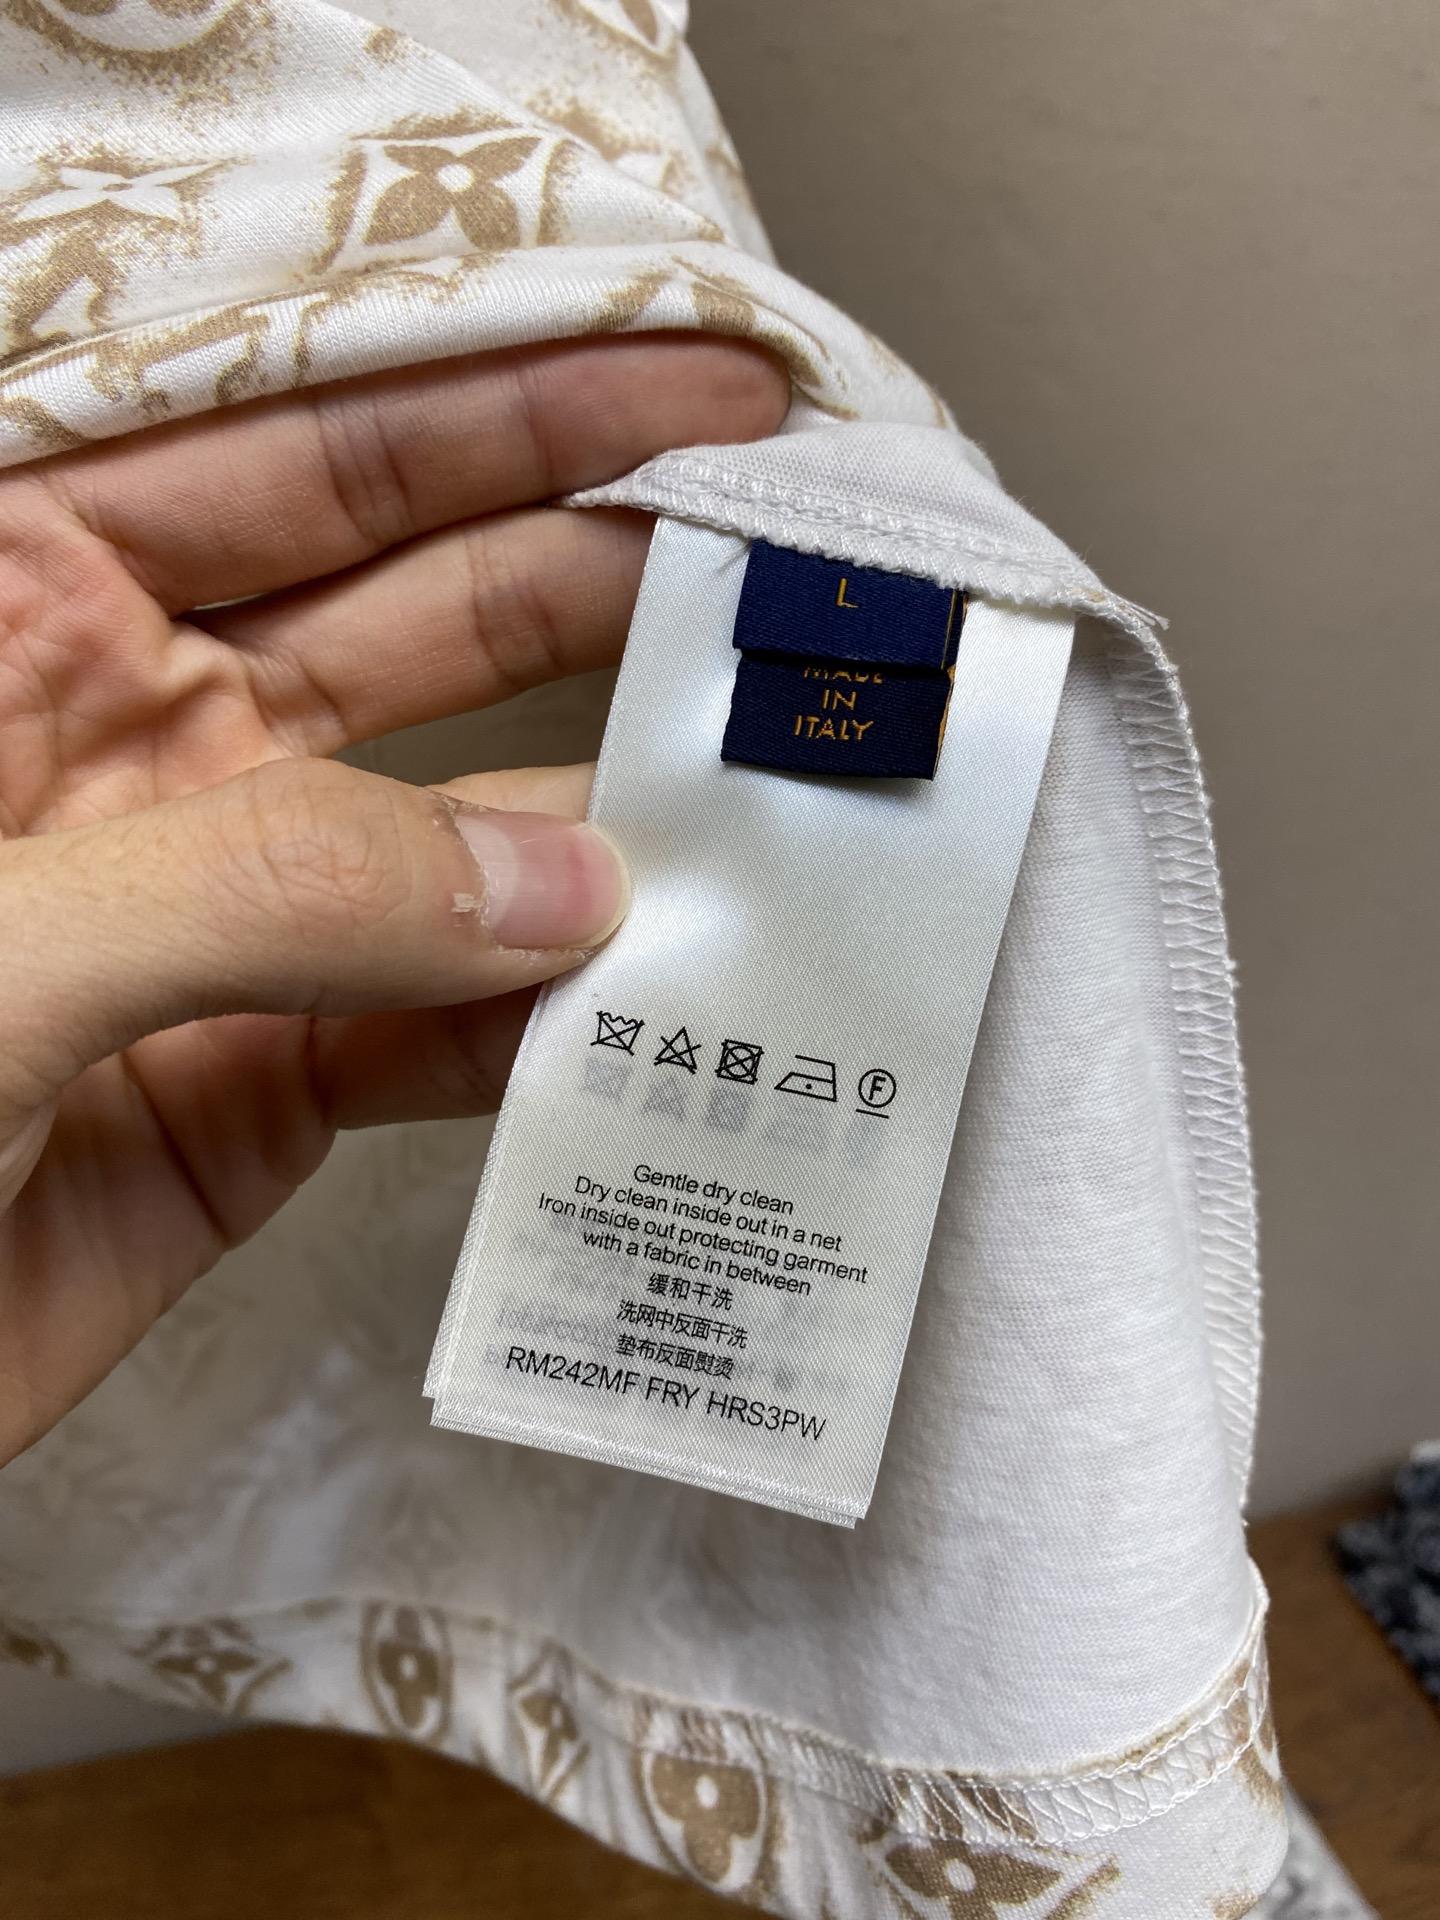 L
MADE
IN
ITALY
F
Gentle dry clean
Dry clean inside out in a net
Iron inside out protecting garment
with a fabric in between
缓和干洗
洗网中反面干洗
垫布反面熨烫
RM242MF FRY HRS3PW